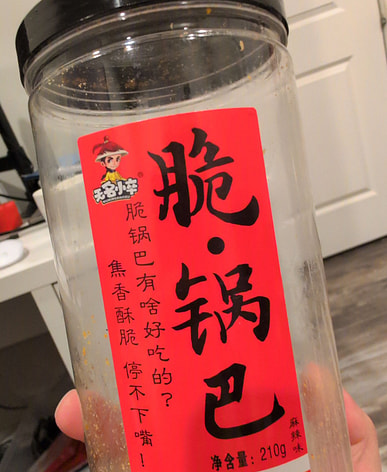 无名小卒
脆·锅巴
脆锅巴有啥好吃的？
焦香酥脆 停不下嘴！
麻辣味
净含量：210g